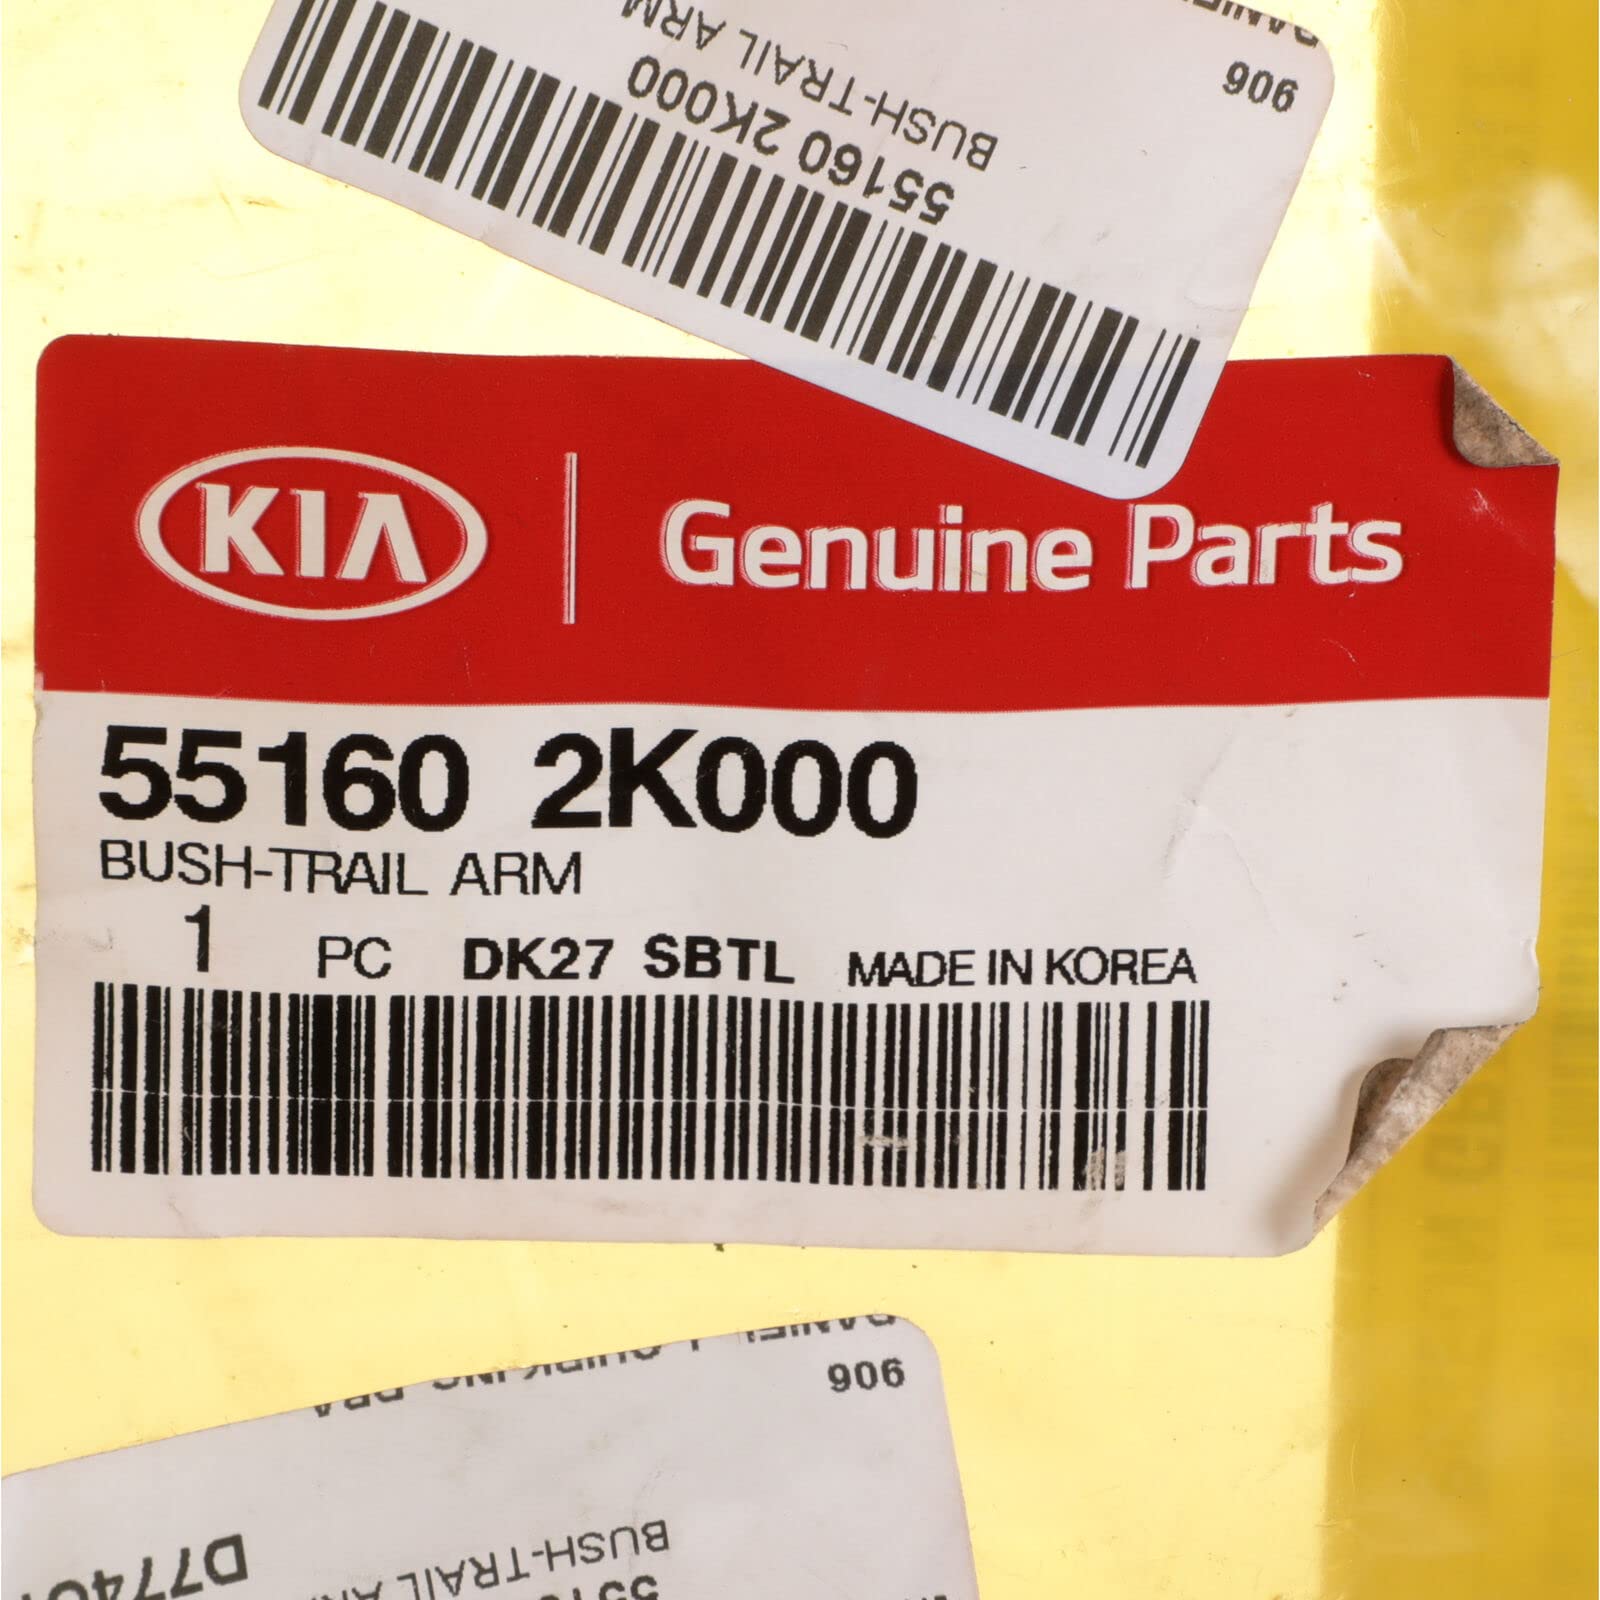 906
BUSH-TRAIL ARM
55160 2K000
KIA
Genuine Parts
55160 2K000
BUSH-TRAIL ARM
1 PC DK27 SBTL MADE IN KOREA
906
BUSH-TRAIL